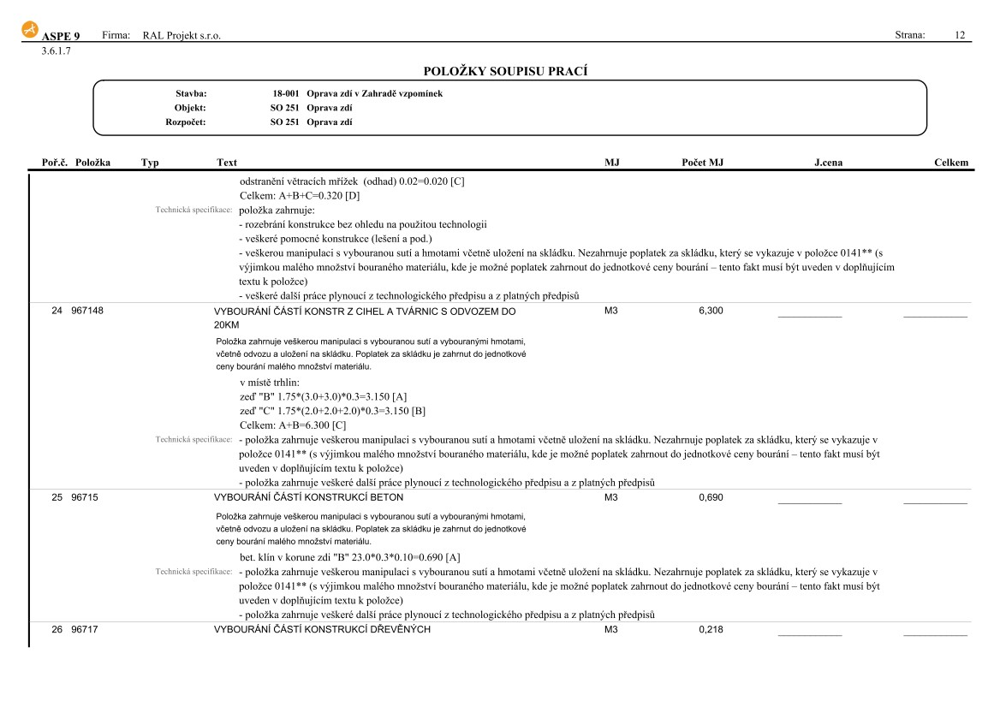 ASPE 9 Firma: RAL Projekt s.r.o. Strana: 12
3.6.1.7
POLOŽKY SOUPISU PRACÍ
Stavba: 18-001 Oprava zdí v Zahradě vzpomínek
Objekt: SO 251 Oprava zdí
Rozpočet: SO 251 Oprava zdí
Poř.č. Položka Typ Text MJ Počet MJ J.cena Celkem
odstranění větracích mřížek (odhad) 0.02=0.020 [C]
Celkem: A+B+C=0.320 [D]
Technická specifikace: položka zahrnuje:
- rozebrání konstrukce bez ohledu na použitou technologii
- veškeré pomocné konstrukce (lešení a pod.)
- veškerou manipulaci s vybouranou sutí a hmotami včetně uložení na skládku. Nezahrnuje poplatek za skládku, který se vykazuje v položce 0141** (s
výjimkou malého množství bouraného materiálu, kde je možné poplatek zahrnout do jednotkové ceny bourání – tento fakt musí být uveden v doplňujícím
textu k položce)
- veškeré další práce plynoucí z technologického předpisu a z platných předpisů
24 967148 VYBOURÁNÍ ČÁSTÍ KONSTR Z CIHEL A TVÁRNIC S ODVOZEM DO M3 6,300 ____________ ____________
20KM
Položka zahrnuje veškerou manipulaci s vybouranou sutí a vybouranými hmotami,
včetně odvozu a uložení na skládku. Poplatek za skládku je zahrnut do jednotkové
ceny bourání malého množství materiálu.
v místě trhlin:
zeď "B" 1.75*(3.0+3.0)*0.3=3.150 [A]
zeď "C" 1.75*(2.0+2.0+2.0)*0.3=3.150 [B]
Celkem: A+B=6.300 [C]
Technická specifikace: - položka zahrnuje veškerou manipulaci s vybouranou sutí a hmotami včetně uložení na skládku. Nezahrnuje poplatek za skládku, který se vykazuje v
položce 0141** (s výjimkou malého množství bouraného materiálu, kde je možné poplatek zahrnout do jednotkové ceny bourání – tento fakt musí být
uveden v doplňujícím textu k položce)
- položka zahrnuje veškeré další práce plynoucí z technologického předpisu a z platných předpisů
25 96715 VYBOURÁNÍ ČÁSTÍ KONSTRUKCÍ BETON M3 0,690 ____________ ____________
Položka zahrnuje veškerou manipulaci s vybouranou sutí a vybouranými hmotami,
včetně odvozu a uložení na skládku. Poplatek za skládku je zahrnut do jednotkové
ceny bourání malého množství materiálu.
bet. klín v korune zdi "B" 23.0*0.3*0.10=0.690 [A]
Technická specifikace: - položka zahrnuje veškerou manipulaci s vybouranou sutí a hmotami včetně uložení na skládku. Nezahrnuje poplatek za skládku, který se vykazuje v
položce 0141** (s výjimkou malého množství bouraného materiálu, kde je možné poplatek zahrnout do jednotkové ceny bourání – tento fakt musí být
uveden v doplňujícím textu k položce)
- položka zahrnuje veškeré další práce plynoucí z technologického předpisu a z platných předpisů
26 96717 VYBOURÁNÍ ČÁSTÍ KONSTRUKCÍ DŘEVĚNÝCH M3 0,218 ____________ ____________